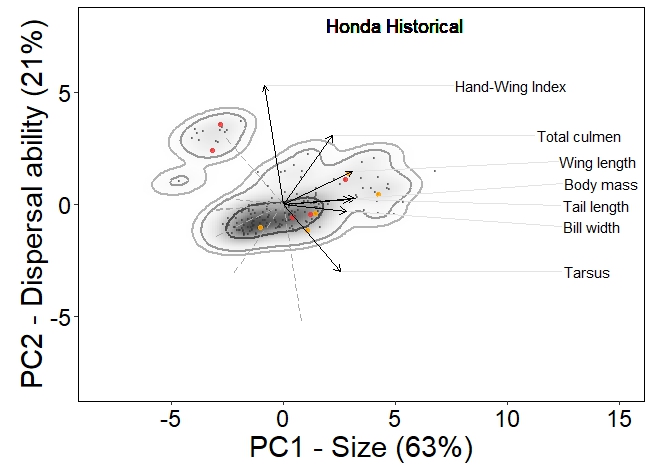 Honda Historical
PC2 - Dispersal ability (21%)
5
0
-5
Hand-Wing Index
Total culmen
Wing length
Body mass
Tail length
Bill width
Tarsus
-5
0
5
10
15
PC1 - Size (63%)